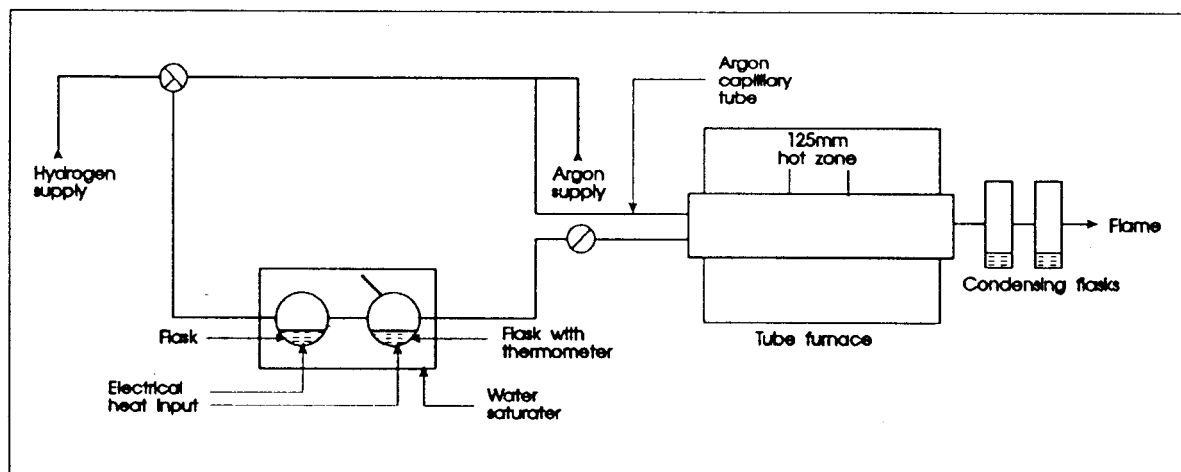 Argon
capillary
tube
125mm
hot zone
Hydrogen
supply
Argon
supply
Flame
Condensing flasks
Flask
Flask with
thermometer
Tube furnace
Electrical
heat input
Water
saturater